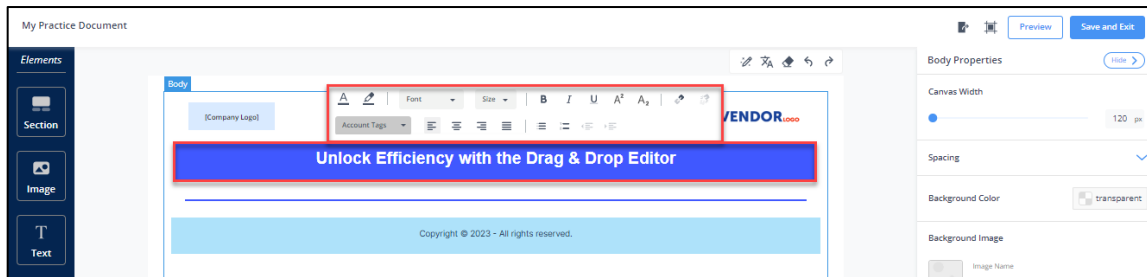 My Practice Document
Preview
Save and Exit
Elements
Section
Image
Text
Body
[Company Logo]
A
Font
Size
B I U A² A₂
Account Tags
VENDORLOGO
Unlock Efficiency with the Drag & Drop Editor
Copyright © 2023 - All rights reserved.
Body Properties
Hide
Canvas Width
120 px
Spacing
Background Color
transparent
Background Image
Image Name